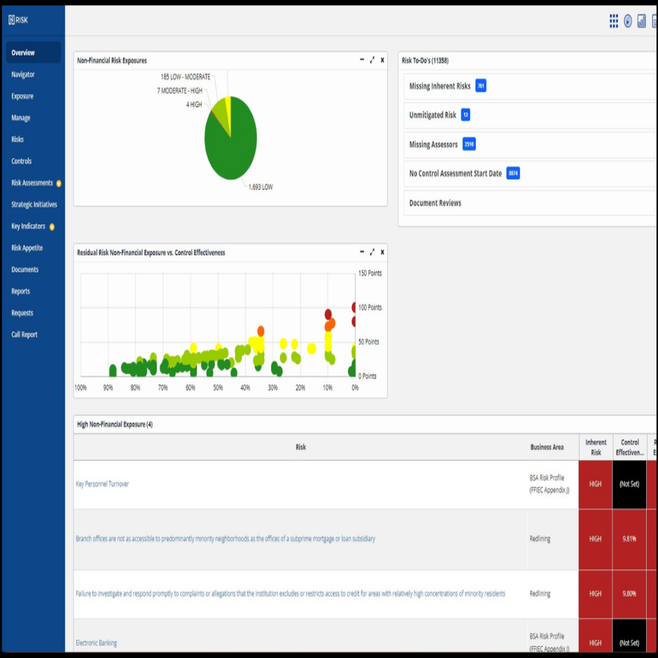 RISK
Overview
Navigator
Exposure
Manage
Risks
Controls
Risk Assessments
Strategic Initiatives
Key Indicators
Risk Appetite
Documents
Reports
Requests
Call Report
Non-Financial Risk Exposures
185 LOW - MODERATE
7 MODERATE - HIGH
4 HIGH
1,693 LOW
Risk To-Do's (11358)
Missing Inherent Risks 701
Unmitigated Risk 13
Missing Assessors
No Control Assessment Start Date
Document Reviews
Residual Risk Non-Financial Exposure vs. Control Effectiveness
150 Points
100 Points
50 Points
0 Points
100% 90% 80% 70% 60% 50% 40% 30% 20% 10% 0%
High Non-Financial Exposure (4)
Risk Business Area Inherent Risk Control Effectiven...
Key Personnel Turnover BSA Risk Profile (FFIEC Appendix J) HIGH (Not Set)
Branch offices are not as accessible to predominantly minority neighborhoods as the offices of a subprime mortgage or loan subsidiary Redlining HIGH 9.81%
Failure to investigate and respond promptly to complaints or allegations that the institution excludes or restricts access to credit for areas with relatively high concentrations of minority residents Redlining HIGH 9.80%
Electronic Banking BSA Risk Profile (FFIEC Appendix J) HIGH (Not Set)